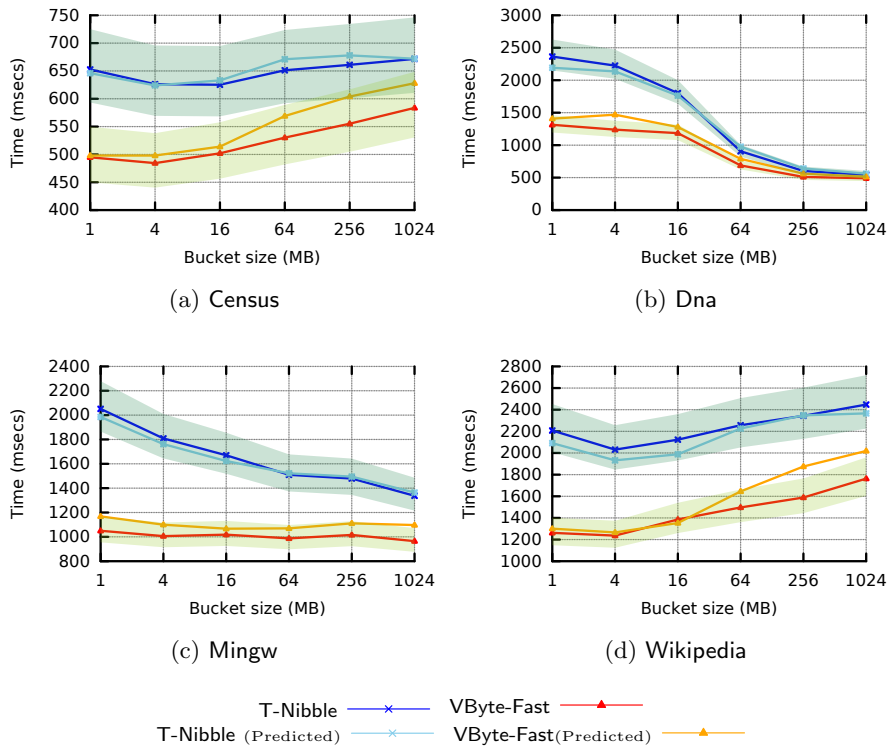 750
700
650
600
550
500
450
400
Time (msecs)
1 4 16 64 256 1024
Bucket size (MB)
(a) Census
3000
2500
2000
1500
1000
500
0
Time (msecs)
1 4 16 64 256 1024
Bucket size (MB)
(b) Dna
2400
2200
2000
1800
1600
1400
1200
1000
800
Time (msecs)
1 4 16 64 256 1024
Bucket size (MB)
(c) Mingw
2800
2600
2400
2200
2000
1800
1600
1400
1200
1000
Time (msecs)
1 4 16 64 256 1024
Bucket size (MB)
(d) Wikipedia
T-Nibble VByte-Fast
T-Nibble (Predicted) VByte-Fast(Predicted)